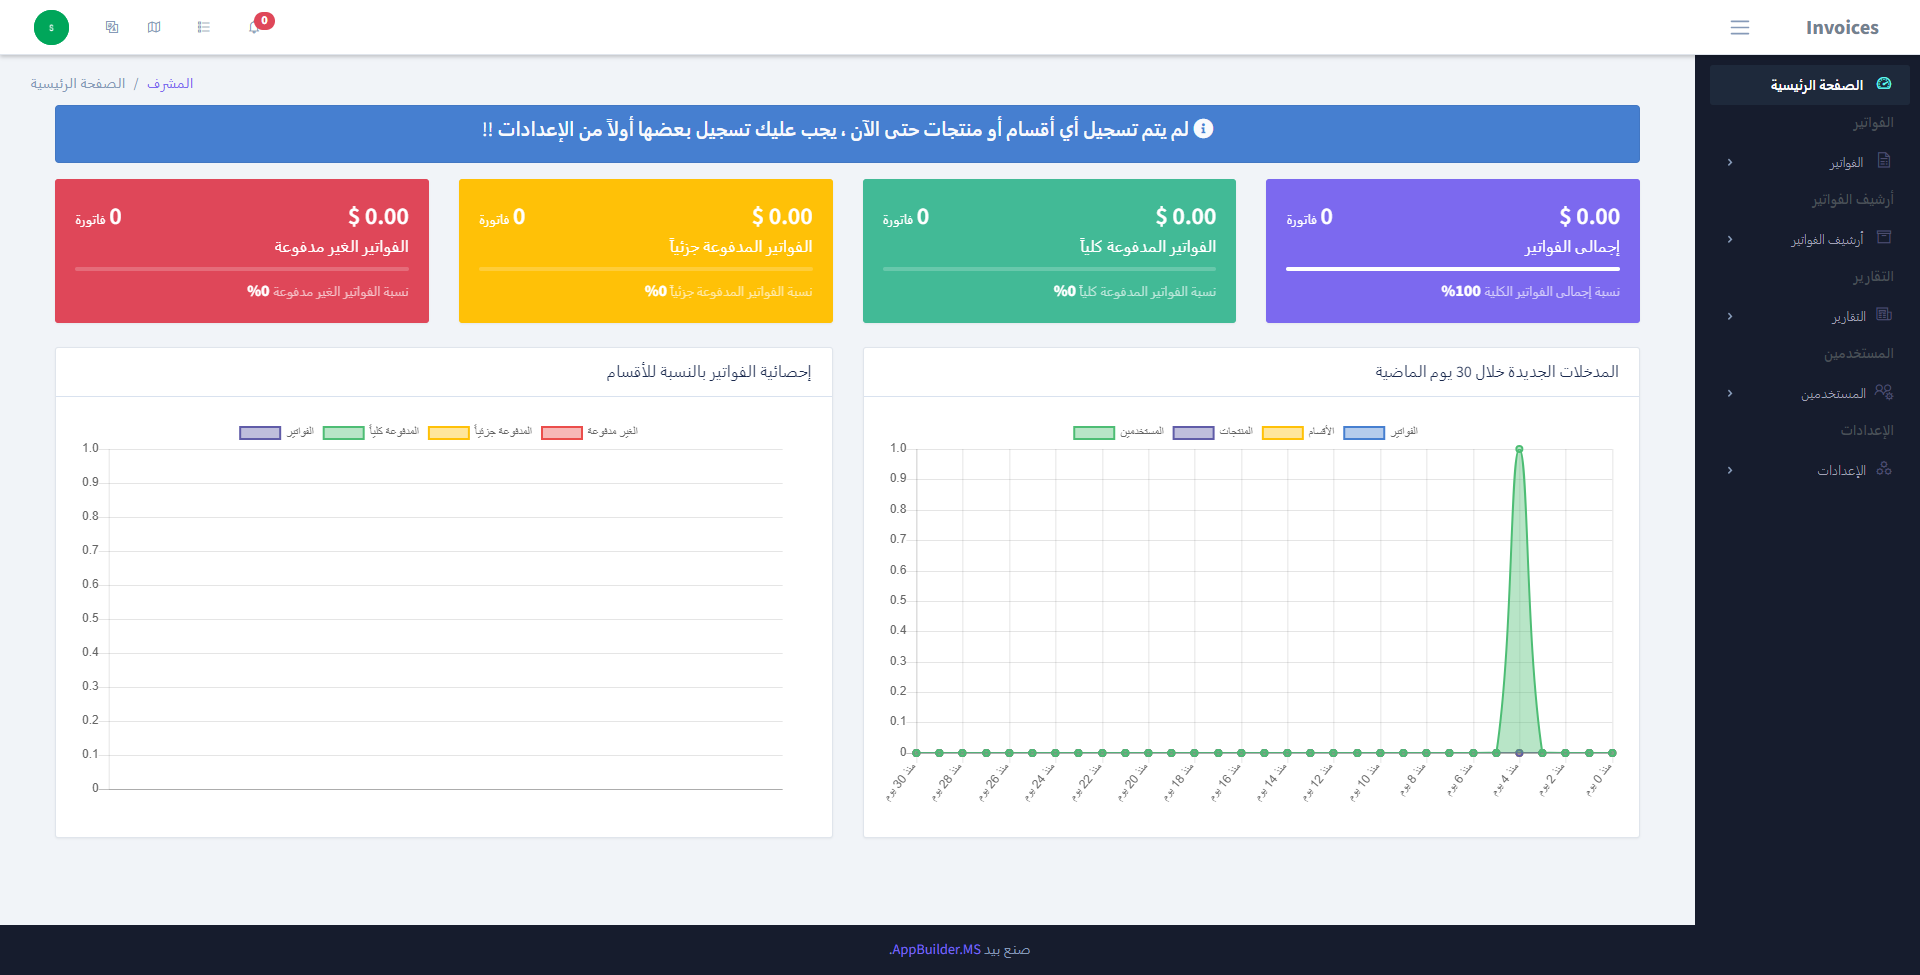 Invoices
0
$
الصفحة الرئيسية
الفواتير
الفواتير
أرشيف الفواتير
أرشيف الفواتير
التقارير
التقارير
المستخدمين
المستخدمين
الإعدادات
الإعدادات
المشرف / الصفحة الرئيسية
لم يتم تسجيل أي أقسام أو منتجات حتى الآن ، يجب عليك تسجيل بعضها أولاً من الإعدادات !!
$ 0.00
0 فاتورة
إجمالى الفواتير
نسبة إجمالى الفواتير الكلية 100%
$ 0.00
0 فاتورة
الفواتير المدفوعة كلياً
نسبة الفواتير المدفوعة كلياً 0%
$ 0.00
0 فاتورة
الفواتير المدفوعة جزئياً
نسبة الفواتير المدفوعة جزئياً 0%
$ 0.00
0 فاتورة
الفواتير الغير مدفوعة
نسبة الفواتير الغير مدفوعة 0%
المدخلات الجديدة خلال 30 يوم الماضية
الفواتير
الأقسام
المنتجات
المستخدمين
1.0
0.9
0.8
0.7
0.6
0.5
0.4
0.3
0.2
0.1
0
منذ 30 يوم
منذ 28 يوم
منذ 26 يوم
منذ 24 يوم
منذ 22 يوم
منذ 20 يوم
منذ 18 يوم
منذ 16 يوم
منذ 14 يوم
منذ 12 يوم
منذ 10 يوم
منذ 8 يوم
منذ 6 يوم
منذ 4 يوم
منذ 2 يوم
منذ 0 يوم
إحصائية الفواتير بالنسبة للأقسام
الغير مدفوعة
المدفوعة جزئياً
المدفوعة كلياً
الفواتير
1.0
0.9
0.8
0.7
0.6
0.5
0.4
0.3
0.2
0.1
0
صنع بيد AppBuilder.MS.